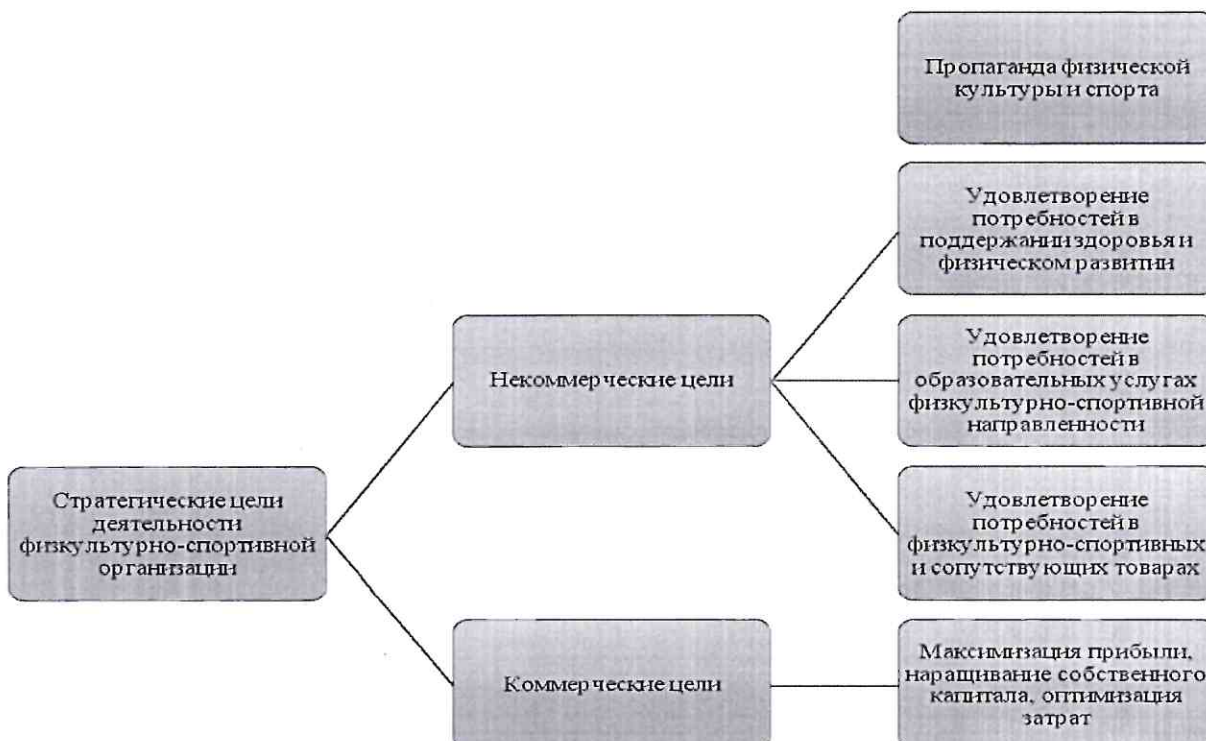 Пропаганда физической
культуры и спорта
Удовлетворение
потребностей в
поддержании здоровья и
физическом развитии
Некоммерческие цели
Удовлетворение
потребностей в
образовательных услугах
физкультурно-спортивной
направленности
Стратегические цели
деятельности
физкультурно-спортивной
организации
Удовлетворение
потребностей в
физкультурно-спортивных
и сопутствующих товарах
Коммерческие цели
Максимизация прибыли,
наращивание собственного
капитала, оптимизация
затрат